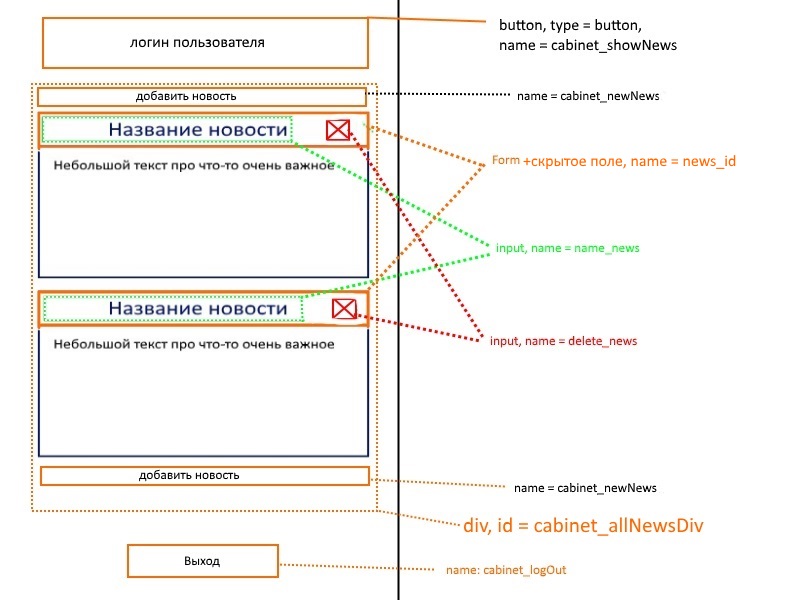 логин пользователя
button, type = button,
name = cabinet_showNews
добавить новость
name = cabinet_newNews
Название новости
Небольшой текст про что-то очень важное
Form +скрытое поле, name = news_id
input, name = name_news
Название новости
Небольшой текст про что-то очень важное
input, name = delete_news
добавить новость
name = cabinet_newNews
div, id = cabinet_allNewsDiv
Выход
name: cabinet_logOut